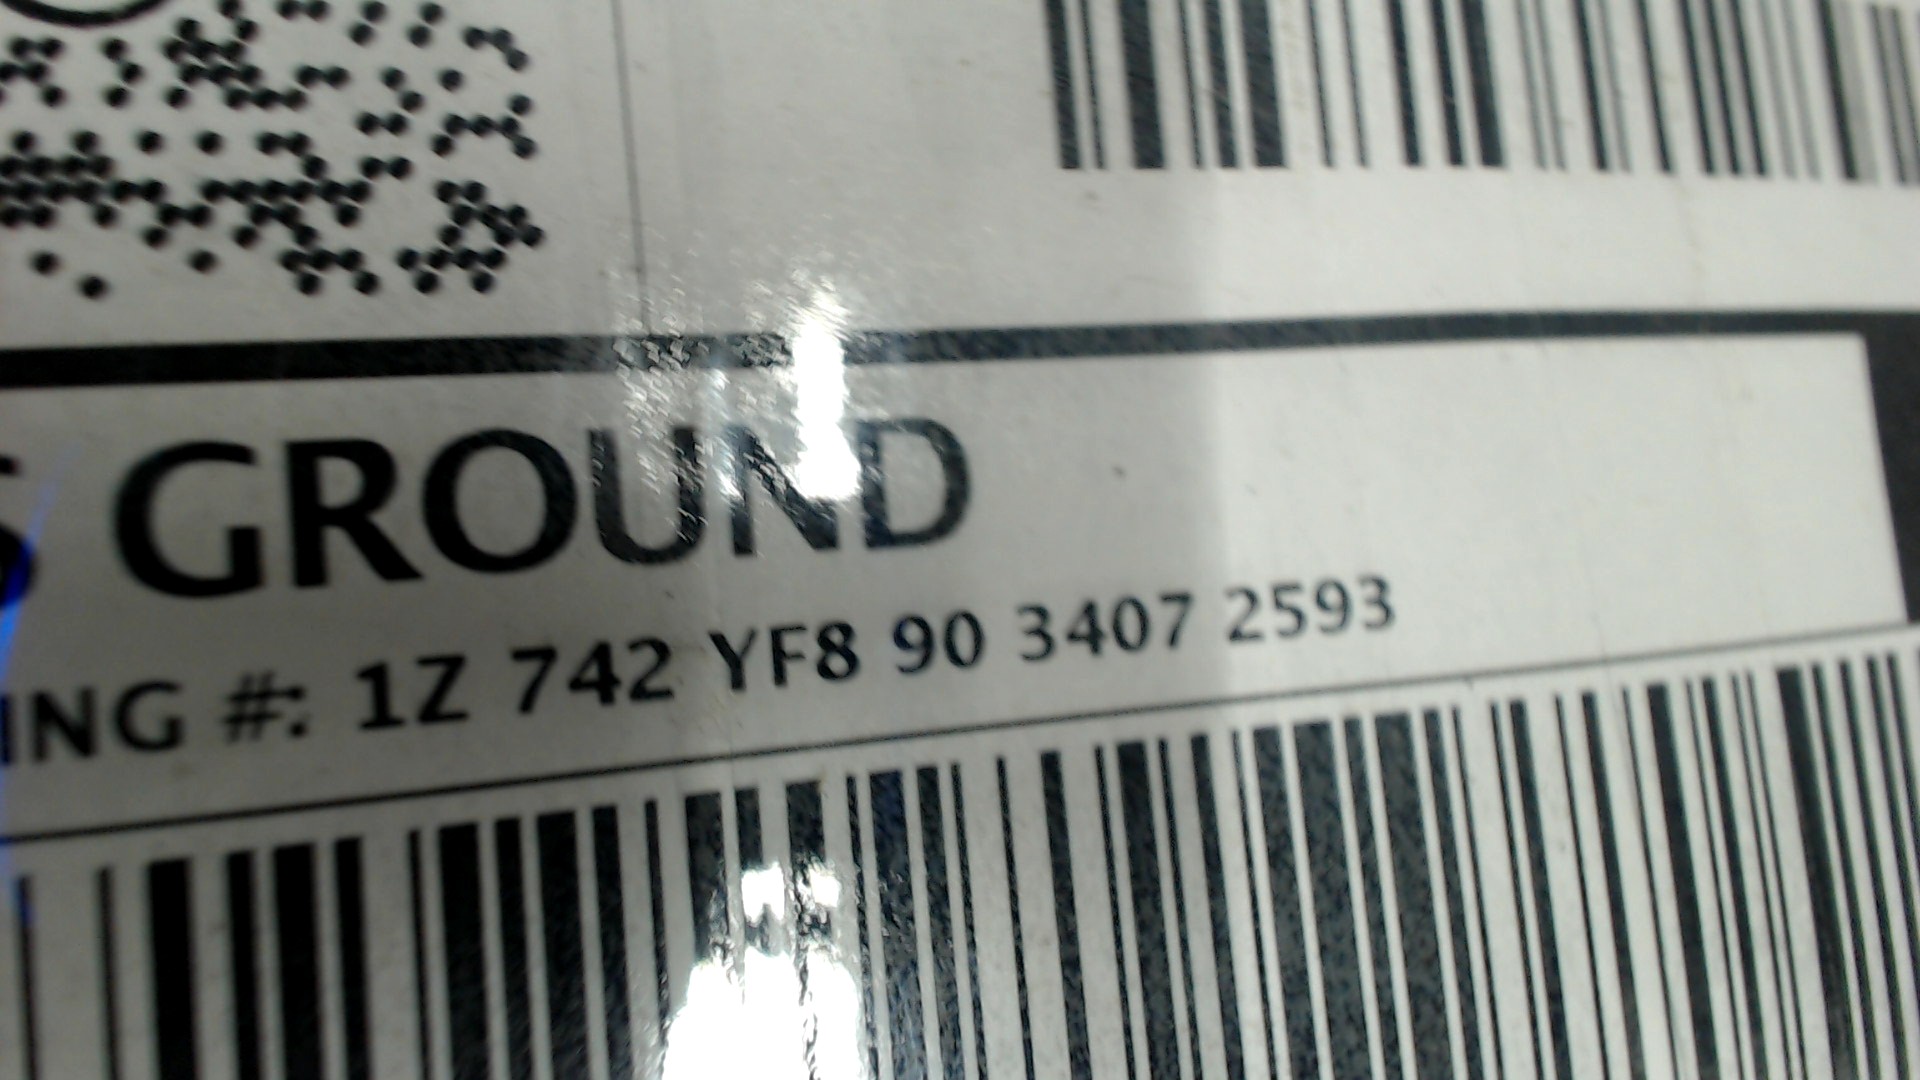 S GROUND
ING #: 1Z 742 YF8 90 3407 2593